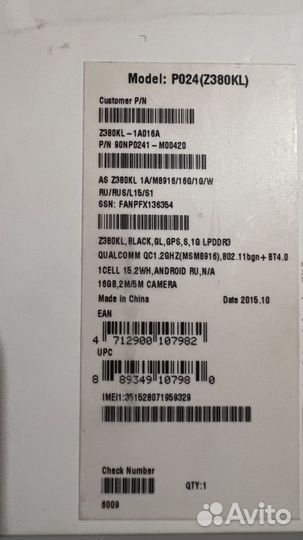 Model: P024(Z380KL)
Customer P/N
Z380KL-1A016A
P/N 90NP0241-M00420
AS Z380KL 1A/M8916/16G/1G/W
RU/RUS/L15/S1
SSN: FANPFX136354
Z380KL,BLACK,GL,GPS,S,1G LPDDR3
QUALCOMM QC1.2GHZ(MSM8916),802.11bgn+BT4.0
1CELL 15.2WH,ANDROID RU,N/A
16GB,2M/5M CAMERA
Made in China Date 2015.10
EAN
4 712900 107982
UPC
8 89349 10798 0
IMEI1:351528071959329
Check Number
QTY:1
6009
Avito